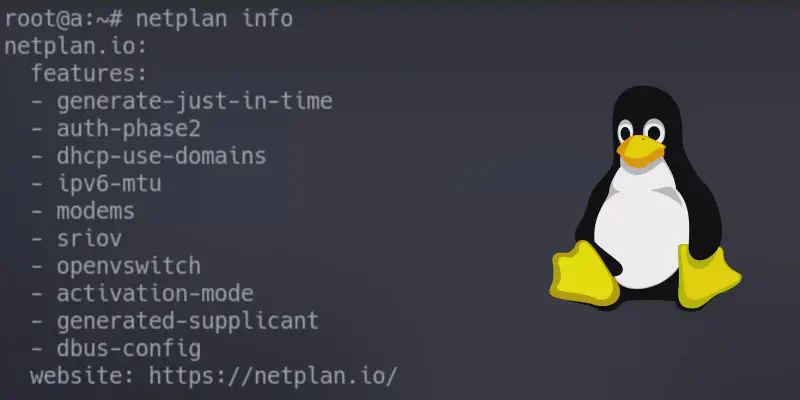 root@a:~# netplan info
netplan.io:
  features:
  - generate-just-in-time
  - auth-phase2
  - dhcp-use-domains
  - ipv6-mtu
  - modems
  - sriov
  - openvswitch
  - activation-mode
  - generated-supplicant
  - dbus-config
  website: https://netplan.io/